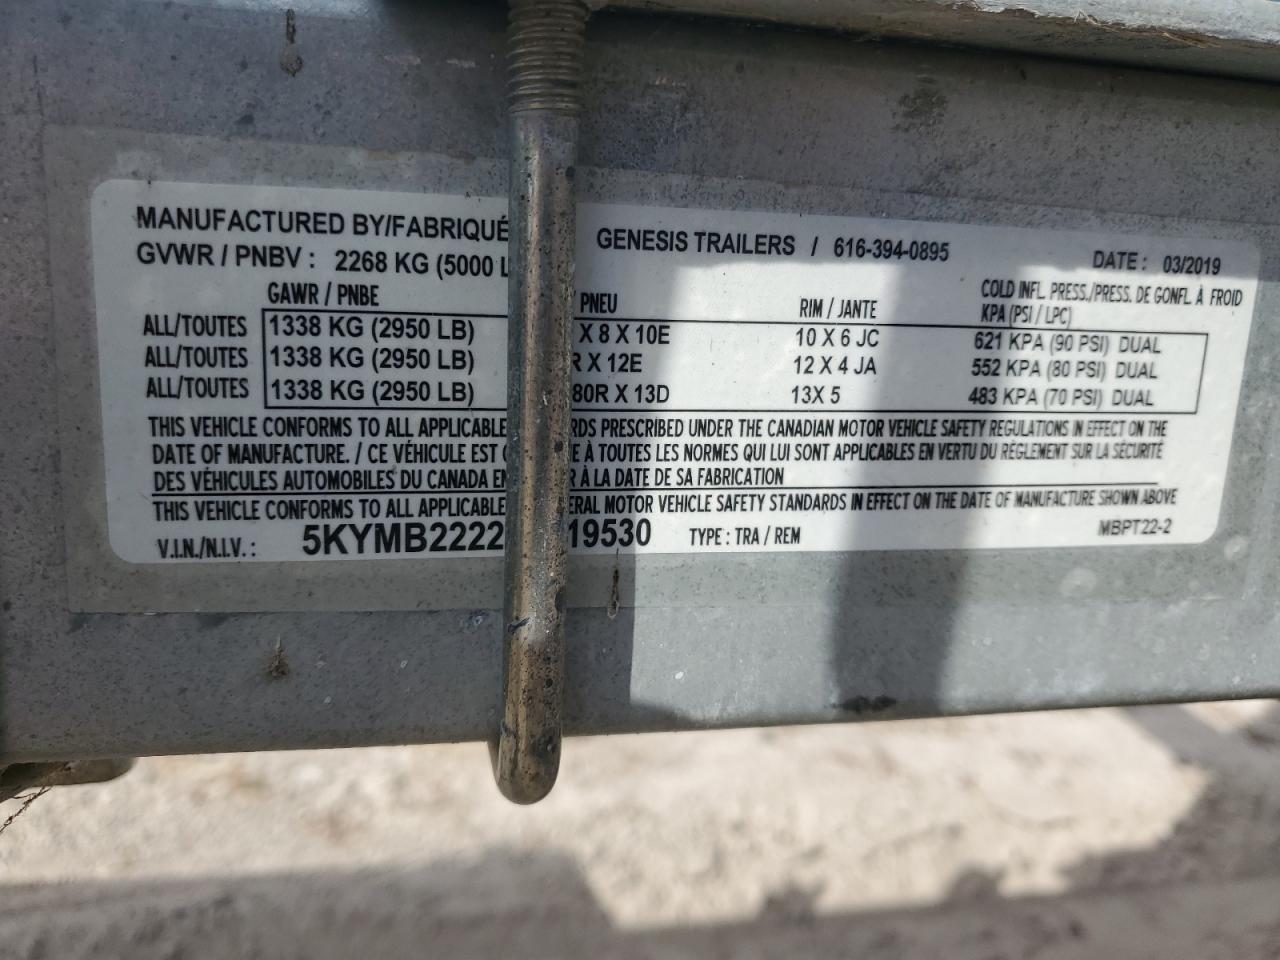 MANUFACTURED BY/FABRIQUÉ GENESIS TRAILERS / 616-394-0895 DATE : 03/2019
GVWR / PNBV : 2268 KG (5000
GAWR / PNBE PNEU RIM / JANTE COLD INFL. PRESS./PRESS. DE GONFL. À FROID
KPA (PSI / LPC)
ALL/TOUTES 1338 KG (2950 LB) X 8 X 10E 10 X 6 JC 621 KPA (90 PSI) DUAL
ALL/TOUTES 1338 KG (2950 LB) R X 12E 12 X 4 JA 552 KPA (80 PSI) DUAL
ALL/TOUTES 1338 KG (2950 LB) 80R X 13D 13X 5 483 KPA (70 PSI) DUAL
THIS VEHICLE CONFORMS TO ALL APPLICABLE PRESCRIBED UNDER THE CANADIAN MOTOR VEHICLE SAFETY REGULATIONS IN EFFECT ON THE
DATE OF MANUFACTURE. / CE VÉHICULE EST À TOUTES LES NORMES QUI LUI SONT APPLICABLES EN VERTU DU RÈGLEMENT SUR LA SÉCURITÉ
DES VÉHICULES AUTOMOBILES DU CANADA À LA DATE DE SA FABRICATION
THIS VEHICLE CONFORMS TO ALL APPLICABLE MOTOR VEHICLE SAFETY STANDARDS IN EFFECT ON THE DATE OF MANUFACTURE SHOWN ABOVE
V.I.N./N.I.V.: 5KYMB2222 19530 TYPE : TRA / REM MBPT22-2